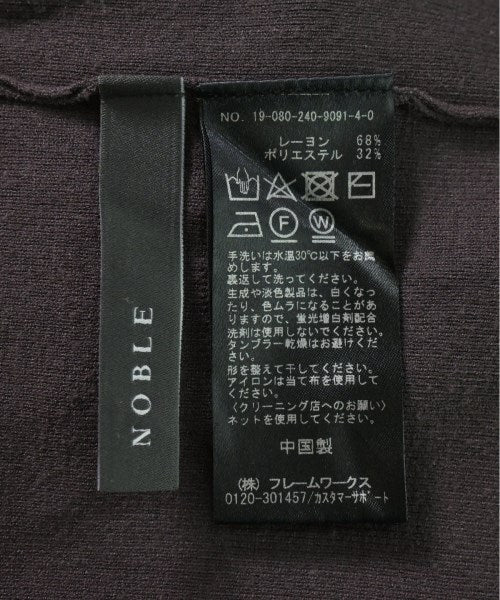 NOBLE
NO. 19-080-240-9091-4-0
レーヨン 68%
ポリエステル 32%
F W
手洗いは水温30℃以下をお薦
めします。
裏返して洗ってください。
生成や淡色製品は、白くなっ
たり、色ムラになることがあ
りますので、蛍光増白剤配合
洗剤は使用しないでください。
タンブラー乾燥はお避けくださ
い。
形を整えて干してください。
アイロンは当て布を使用してく
ださい。
〈クリーニング店へのお願い〉
ネットを使用してください。
中国製
(株) フレームワークス
0120-301457/カスタマーサポート